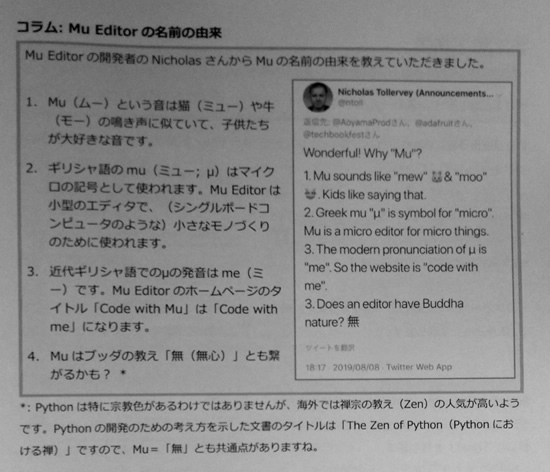 コラム: Mu Editor の名前の由来
Mu Editor の開発者の Nicholas さんから Mu の名前の由来を教えていただきました。
1. Mu（ムー）という音は猫（ミュー）や牛
（モー）の鳴き声に似ていて、子供たち
が大好きな音です。
2. ギリシャ語の mu（ミュー; μ）はマイク
ロの記号として使われます。Mu Editor は
小型のエディタで、（シングルボードコ
ンピュータのような）小さなモノづくり
のために使われます。
3. 近代ギリシャ語でのμの発音は me（ミ
ー）です。Mu Editor のホームページのタ
イトル「Code with Mu」は「Code with
me」になります。
4. Mu はブッダの教え「無（無心）」とも繋
がるかも？ *
Nicholas Tollervey (Announcements...
@ntoll
返信先: @AoyamaProdさん、@adafruitさん、
@techbookfestさん
Wonderful! Why "Mu"?
1. Mu sounds like "mew" 🐱& "moo"
🐮. Kids like saying that.
2. Greek mu "μ" is symbol for "micro".
Mu is a micro editor for micro things.
3. The modern pronunciation of μ is
"me". So the website is "code with
me".
3. Does an editor have Buddha
nature? 無
ツイートを翻訳
18:17 · 2019/08/08 · Twitter Web App
*: Python は特に宗教色があるわけではありませんが、海外では禅宗の教え（Zen）の人気が高いよう
です。Python の開発のための考え方を示した文書のタイトルは「The Zen of Python（Python にお
ける禅）」ですので、Mu＝「無」とも共通点がありますね。